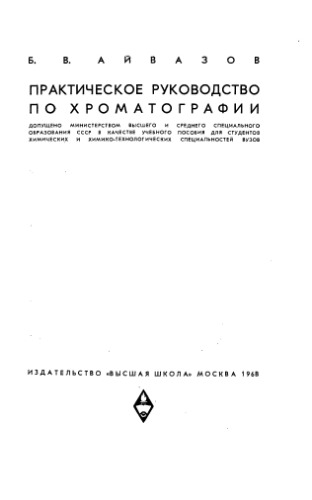 Б. В. АЙВАЗОВ
ПРАКТИЧЕСКОЕ РУКОВОДСТВО
ПО ХРОМАТОГРАФИИ
ДОПУЩЕНО МИНИСТЕРСТВОМ ВЫСШЕГО И СРЕДНЕГО СПЕЦИАЛЬНОГО
ОБРАЗОВАНИЯ СССР В КАЧЕСТВЕ УЧЕБНОГО ПОСОБИЯ ДЛЯ СТУДЕНТОВ
ХИМИЧЕСКИХ И ХИМИКО-ТЕХНОЛОГИЧЕСКИХ СПЕЦИАЛЬНОСТЕЙ ВУЗОВ
ИЗДАТЕЛЬСТВО «ВЫСШАЯ ШКОЛА» МОСКВА 1968